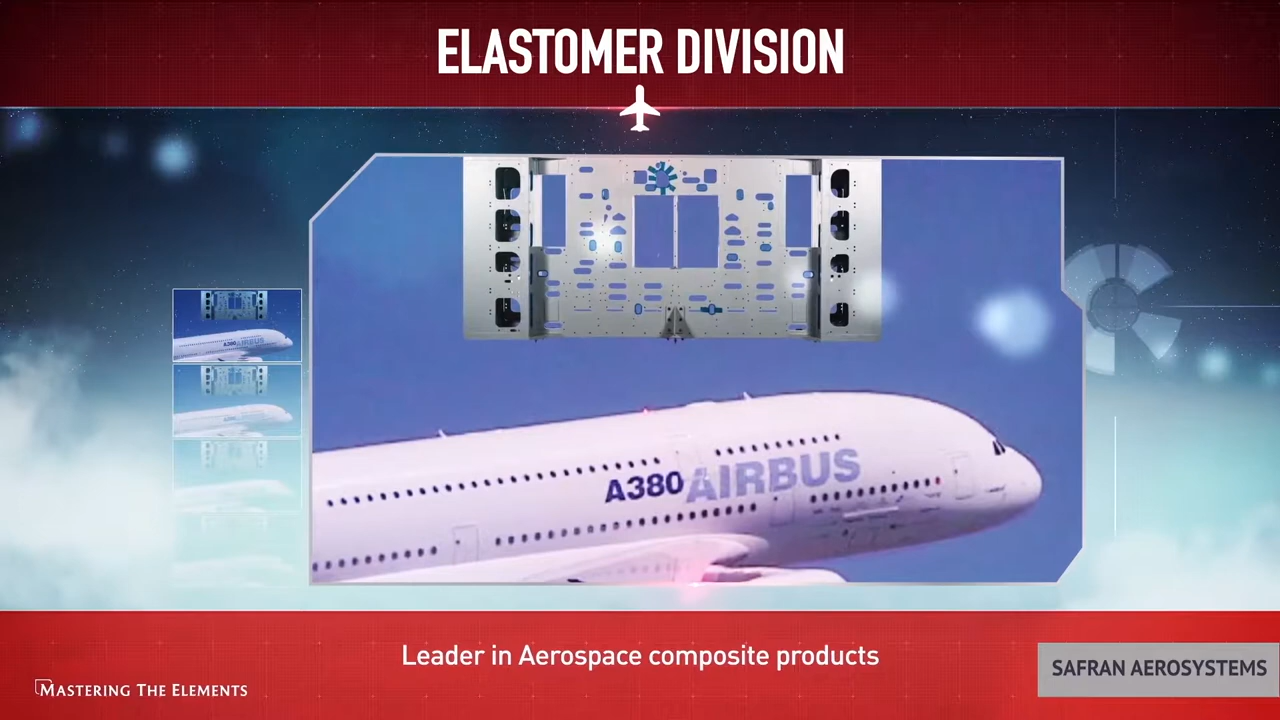 ELASTOMER DIVISION
A380 AIRBUS
Leader in Aerospace composite products
SAFRAN AEROSYSTEMS
MASTERING THE ELEMENTS